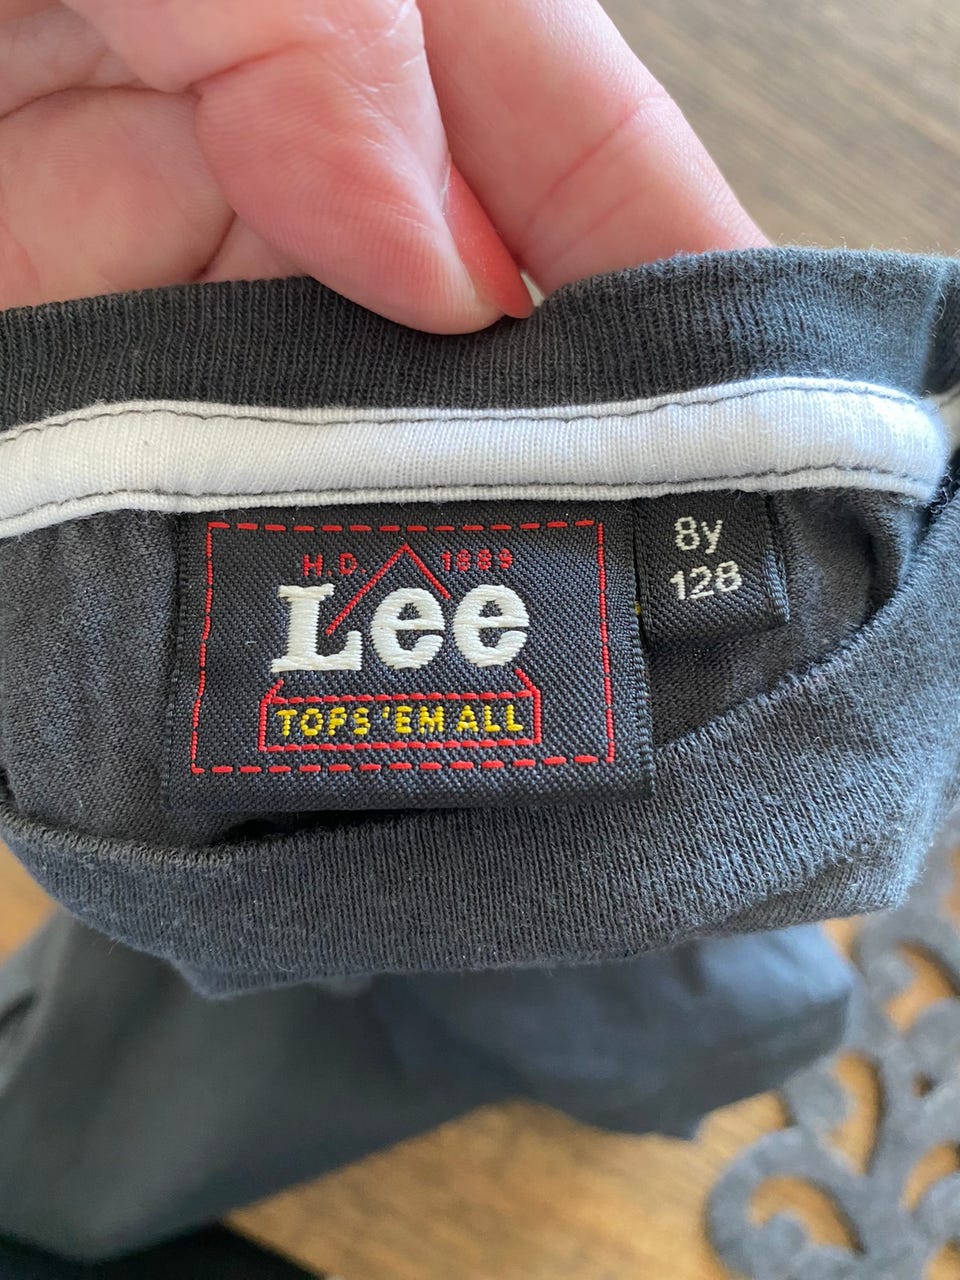 H.D. 1889
Lee
TOPS 'EM ALL
8y
128